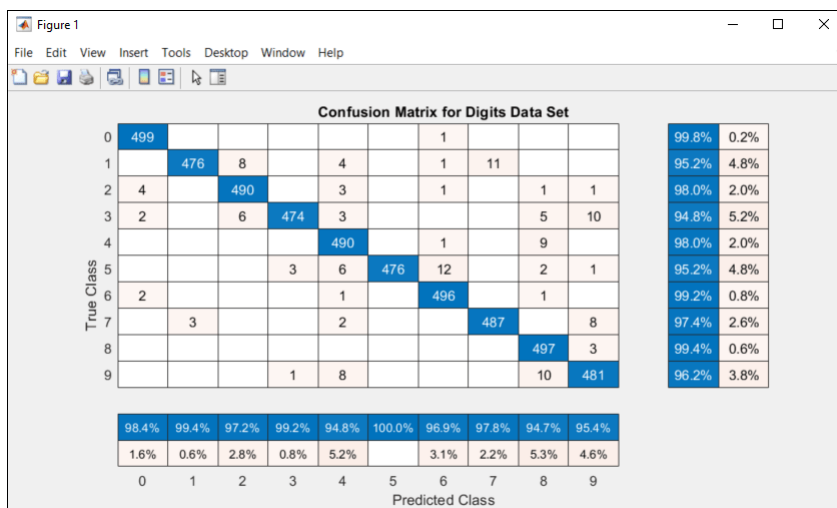 Figure 1
File Edit View Insert Tools Desktop Window Help
Confusion Matrix for Digits Data Set
0 499 1 99.8% 0.2%
1 476 8 4 1 11 95.2% 4.8%
2 4 490 3 1 1 1 98.0% 2.0%
3 2 6 474 3 5 10 94.8% 5.2%
4 490 1 9 98.0% 2.0%
5 3 6 476 12 2 1 95.2% 4.8%
6 2 1 496 1 99.2% 0.8%
7 3 2 487 8 97.4% 2.6%
8 497 3 99.4% 0.6%
9 1 8 10 481 96.2% 3.8%
True Class
98.4% 99.4% 97.2% 99.2% 94.8% 100.0% 96.9% 97.8% 94.7% 95.4%
1.6% 0.6% 2.8% 0.8% 5.2% 3.1% 2.2% 5.3% 4.6%
0 1 2 3 4 5 6 7 8 9
Predicted Class